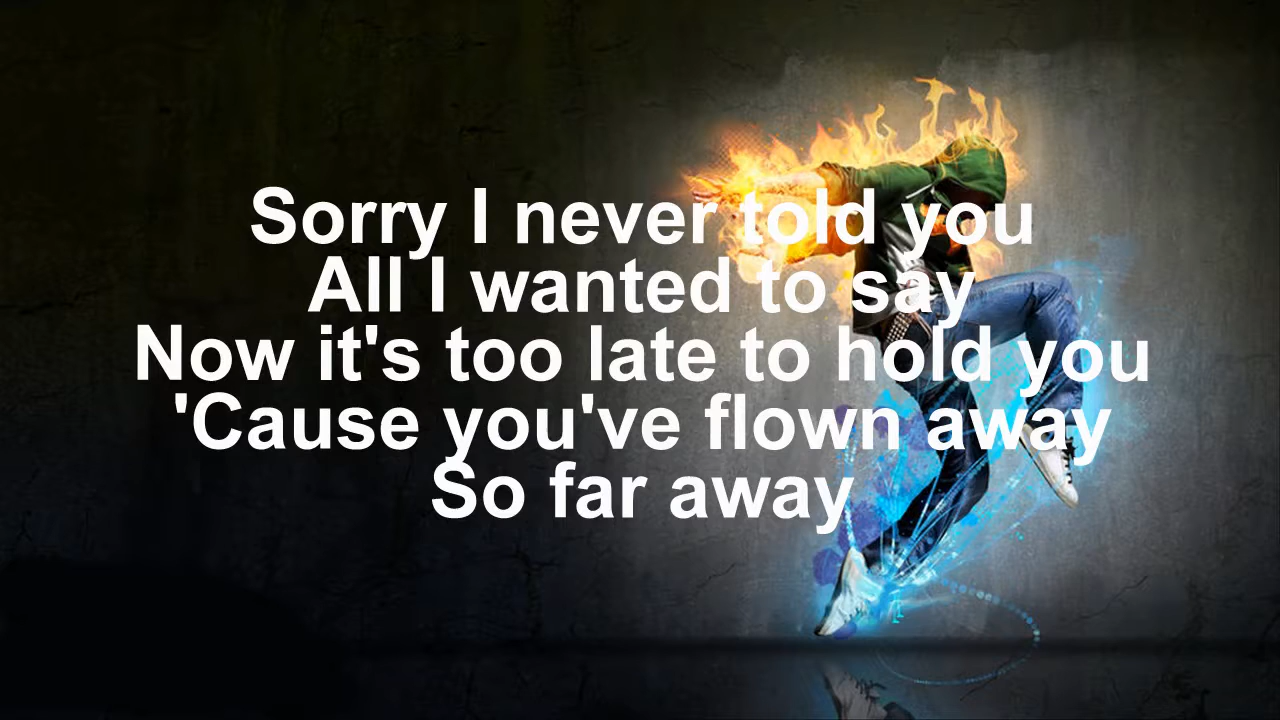 Sorry I never told you
All I wanted to say
Now it's too late to hold you
'Cause you've flown away
So far away